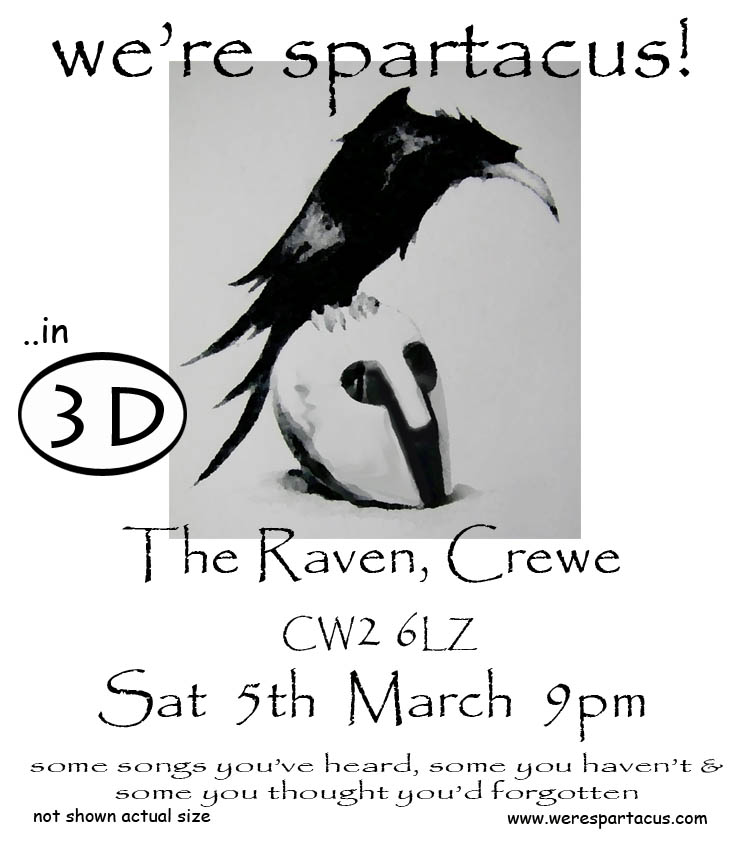 we're spartacus!
..in
3D
The Raven, Crewe
CW2 6LZ
Sat 5th March 9pm
some songs you've heard, some you haven't &
some you thought you'd forgotten
not shown actual size
www.werespartacus.com